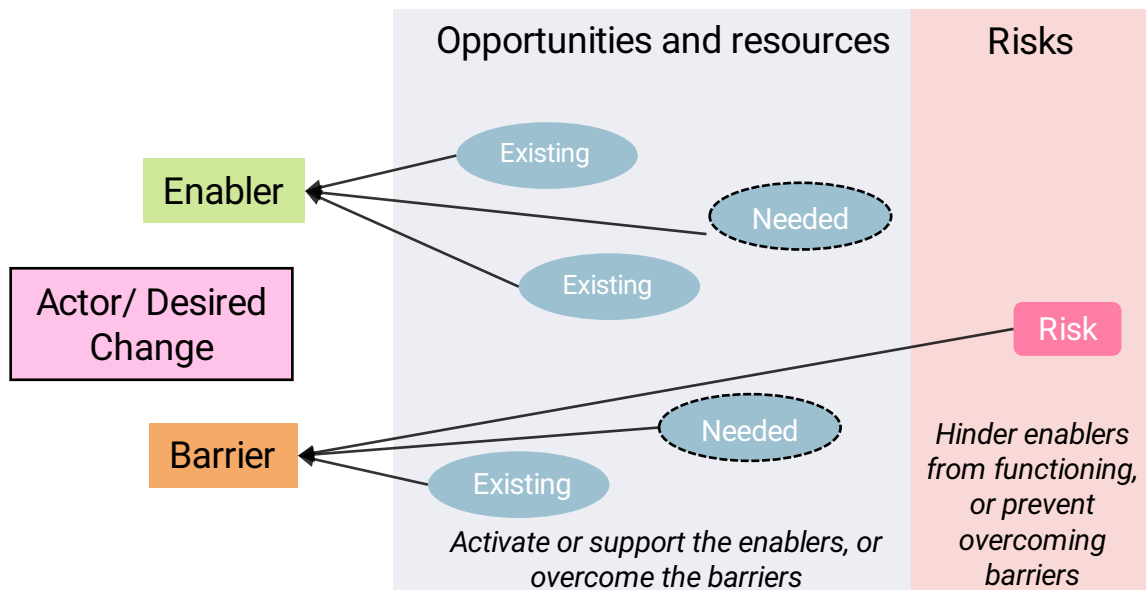 Opportunities and resources
Risks
Existing
Enabler
Needed
Existing
Actor/ Desired
Change
Risk
Needed
Barrier
Existing
Hinder enablers
from functioning,
or prevent
overcoming
barriers
Activate or support the enablers, or
overcome the barriers